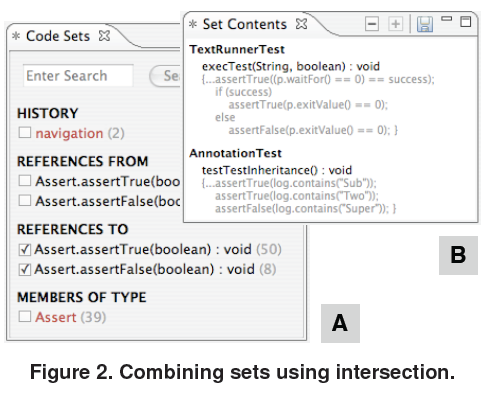 * Code Sets
Enter Search
HISTORY
navigation (2)
REFERENCES FROM
Assert.assertTrue(boo
Assert.assertFalse(boo
REFERENCES TO
Assert.assertTrue(boolean) : void (50)
Assert.assertFalse(boolean) : void (8)
MEMBERS OF TYPE
Assert (39)
A
* Set Contents
TextRunnerTest
execTest(String, boolean) : void
{...assertTrue((p.waitFor() == 0) == success);
if (success)
assertTrue(p.exitValue() == 0);
else
assertFalse(p.exitValue() == 0); }
AnnotationTest
testTestInheritance() : void
{...assertTrue(log.contains("Sub"));
assertTrue(log.contains("Two"));
assertFalse(log.contains("Super")); }
B
Figure 2. Combining sets using intersection.